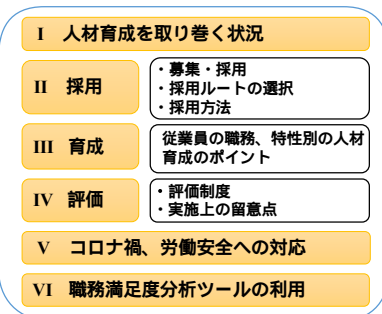 I 人材育成を取り巻く状況
II 採用
・募集・採用
・採用ルートの選択
・採用方法
III 育成
従業員の職務、特性別の人材
育成のポイント
IV 評価
・評価制度
・実施上の留意点
V コロナ禍、労働安全への対応
VI 職務満足度分析ツールの利用